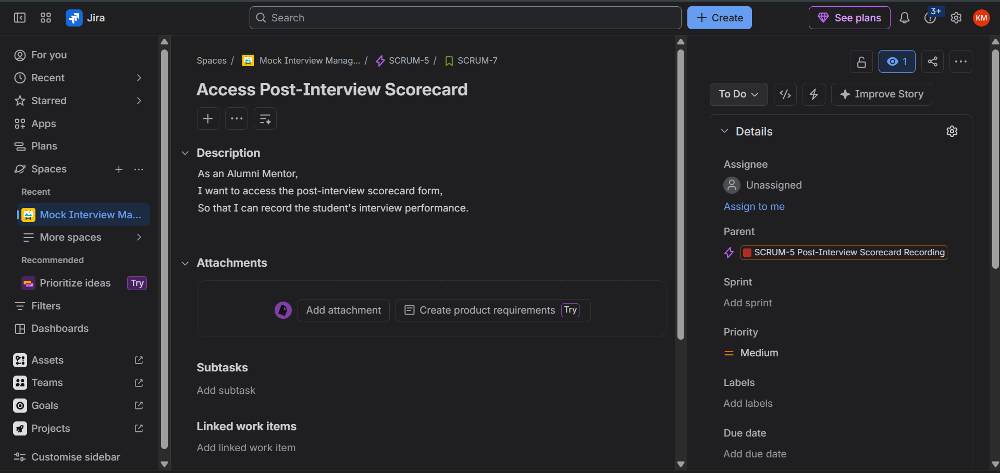 Jira
Search
+ Create
See plans
3+
KM
For you
Recent
Starred
Apps
Plans
Spaces
Recent
Mock Interview Ma...
More spaces
Recommended
Prioritize ideas Try
Filters
Dashboards
Assets
Teams
Goals
Projects
Customise sidebar
Spaces / Mock Interview Manag... / SCRUM-5 / SCRUM-7
Access Post-Interview Scorecard
Description
As an Alumni Mentor,
I want to access the post-interview scorecard form,
So that I can record the student's interview performance.
Attachments
Add attachment
Create product requirements Try
Subtasks
Add subtask
Linked work items
Add linked work item
1
To Do
Improve Story
Details
Assignee
Unassigned
Assign to me
Parent
SCRUM-5 Post-Interview Scorecard Recording
Sprint
Add sprint
Priority
Medium
Labels
Add labels
Due date
Add due date